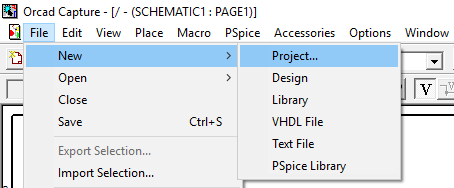 Orcad Capture - [/ - (SCHEMATIC1 : PAGE1)]
File Edit View Place Macro PSpice Accessories Options Window
New Project...
Open Design
Close Library
Save Ctrl+S VHDL File
Text File
Export Selection... PSpice Library
Import Selection...
V